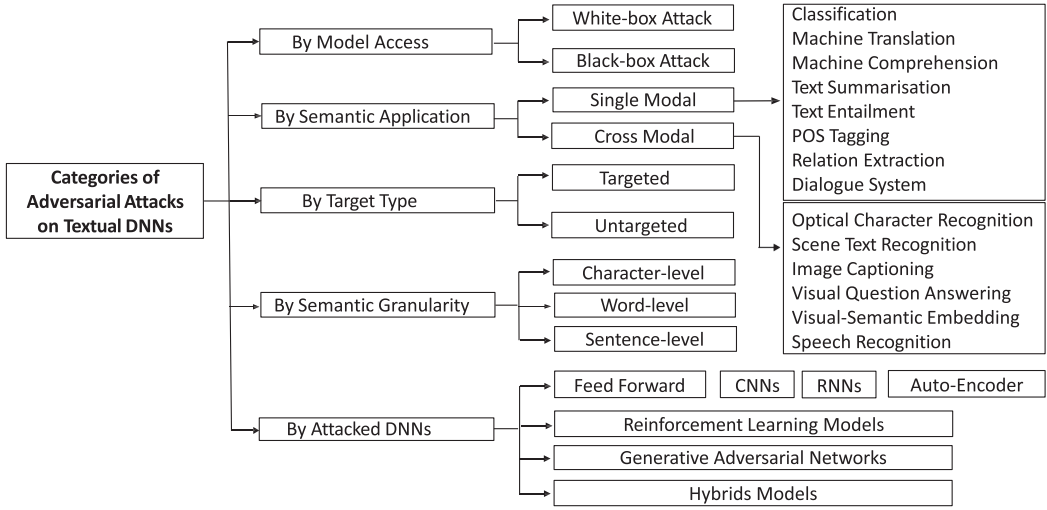 Categories of
Adversarial Attacks
on Textual DNNs
By Model Access
White-box Attack
Black-box Attack
By Semantic Application
Single Modal
Cross Modal
Classification
Machine Translation
Machine Comprehension
Text Summarisation
Text Entailment
POS Tagging
Relation Extraction
Dialogue System
Optical Character Recognition
Scene Text Recognition
Image Captioning
Visual Question Answering
Visual-Semantic Embedding
Speech Recognition
By Target Type
Targeted
Untargeted
By Semantic Granularity
Character-level
Word-level
Sentence-level
By Attacked DNNs
Feed Forward
CNNs
RNNs
Auto-Encoder
Reinforcement Learning Models
Generative Adversarial Networks
Hybrids Models